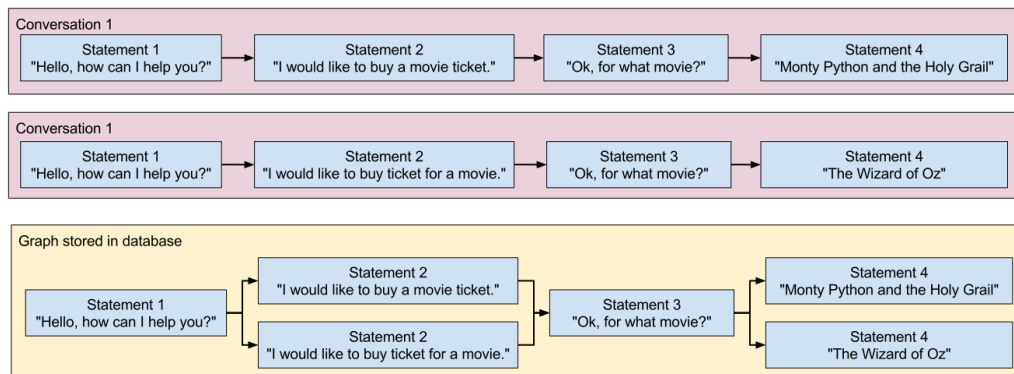 Conversation 1
Statement 1
"Hello, how can I help you?"
Statement 2
"I would like to buy a movie ticket."
Statement 3
"Ok, for what movie?"
Statement 4
"Monty Python and the Holy Grail"
Conversation 1
Statement 1
"Hello, how can I help you?"
Statement 2
"I would like to buy ticket for a movie."
Statement 3
"Ok, for what movie?"
Statement 4
"The Wizard of Oz"
Graph stored in database
Statement 1
"Hello, how can I help you?"
Statement 2
"I would like to buy a movie ticket."
Statement 2
"I would like to buy ticket for a movie."
Statement 3
"Ok, for what movie?"
Statement 4
"Monty Python and the Holy Grail"
Statement 4
"The Wizard of Oz"